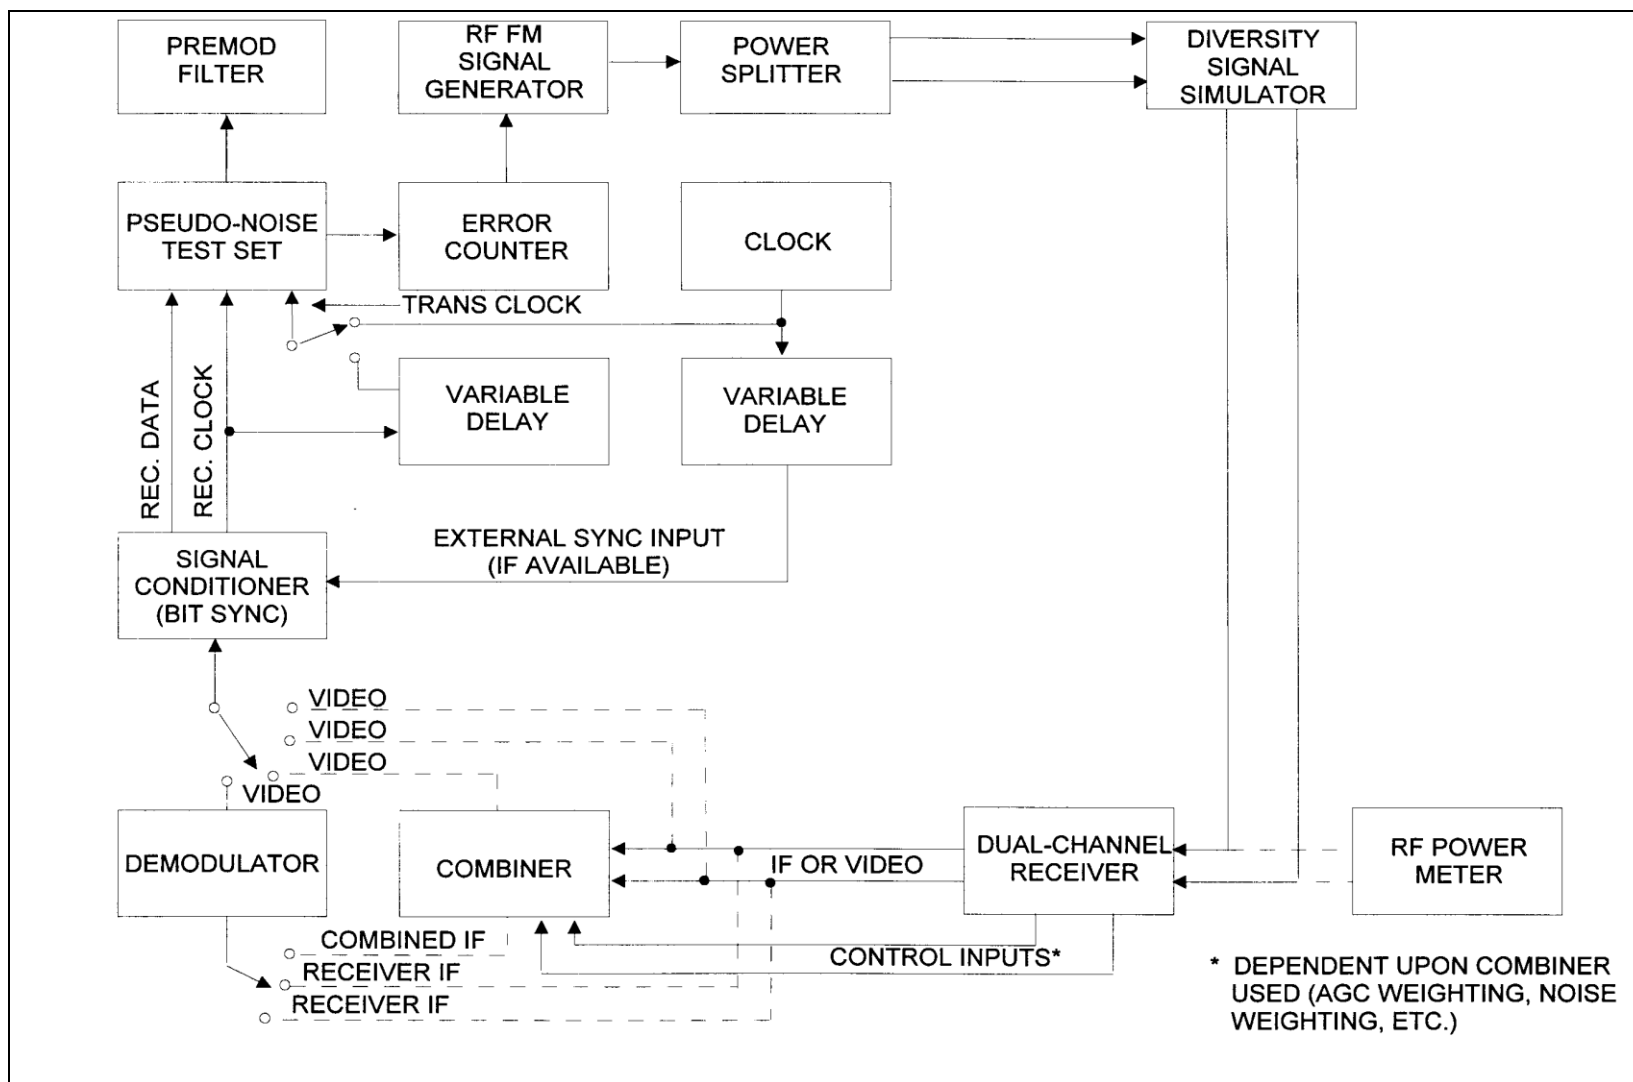 PREMOD
FILTER
RF FM
SIGNAL
GENERATOR
POWER
SPLITTER
DIVERSITY
SIGNAL
SIMULATOR
PSEUDO-NOISE
TEST SET
ERROR
COUNTER
CLOCK
TRANS CLOCK
REC. DATA
REC. CLOCK
VARIABLE
DELAY
VARIABLE
DELAY
EXTERNAL SYNC INPUT
(IF AVAILABLE)
SIGNAL
CONDITIONER
(BIT SYNC)
VIDEO
VIDEO
VIDEO
VIDEO
DEMODULATOR
COMBINER
IF OR VIDEO
DUAL-CHANNEL
RECEIVER
RF POWER
METER
COMBINED IF
RECEIVER IF
RECEIVER IF
CONTROL INPUTS*
* DEPENDENT UPON COMBINER
USED (AGC WEIGHTING, NOISE
WEIGHTING, ETC.)